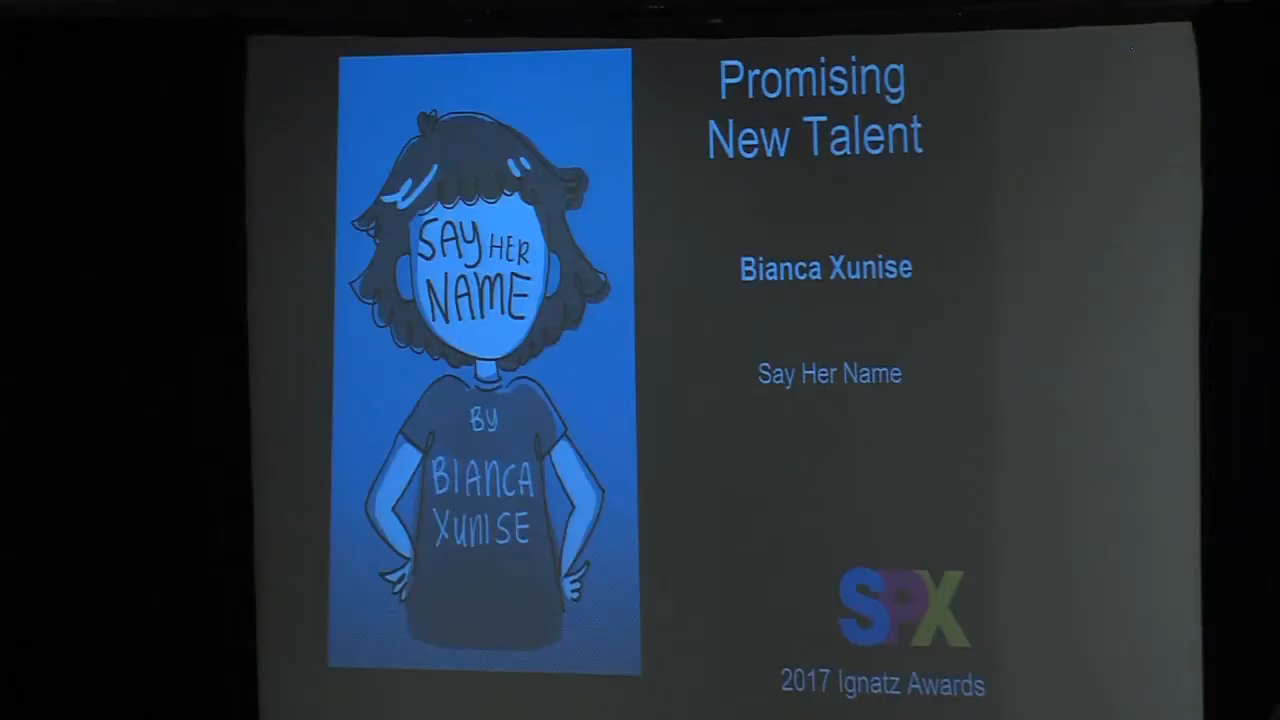 SAY HER
NAME
BY
BIANCA
XUNISE
Promising
New Talent
Bianca Xunise
Say Her Name
SPX
2017 Ignatz Awards